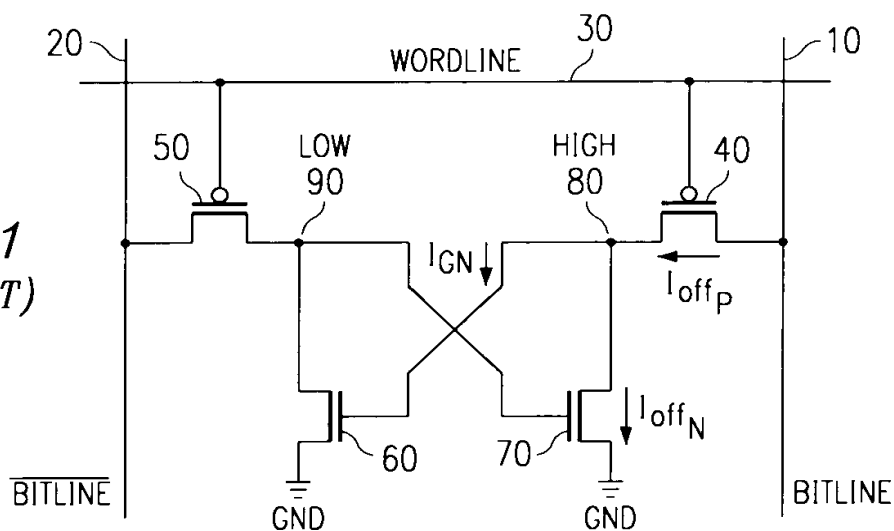 20
30
10
WORDLINE
50
LOW
90
HIGH
80
40
1
T)
I_GN
I_offP
I_offN
60
70
BITLINE
GND
GND
BITLINE